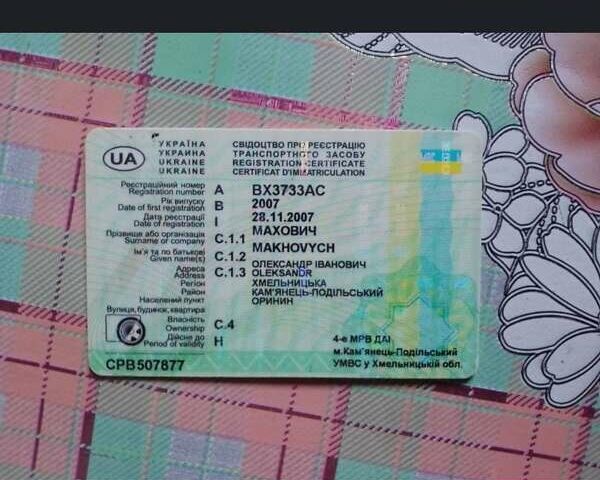 UA
УКРАЇНА
УКРАИНА
UKRAINE
UKRAINE
СВІДОЦТВО ПРО РЕЄСТРАЦІЮ
ТРАНСПОРТНОГО ЗАСОБУ
REGISTRATION CERTIFICATE
CERTIFICAT D'IMMATRICULATION
Реєстраційний номер
Registration number A BX3733AC
Рік випуску
Date of first registration B 2007
Дата реєстрації
Date of registration I 28.11.2007
Прізвище або організація МАХОВИЧ
Surname or company C.1.1 MAKHOVYCH
Ім'я та по батькові
Given name(s) C.1.2 ОЛЕКСАНДР ІВАНОВИЧ
Адреса
Address C.1.3 OLEKSANDR
Регіон ХМЕЛЬНИЦЬКА
Район КАМ'ЯНЕЦЬ-ПОДІЛЬСЬКИЙ
Населений пункт ОРИНИН
Вулиця, будинок, квартира
Власність
Ownership C.4
Дійсне до
Period of validity H
4-е МРВ ДАІ
м.Кам'янець-Подільський
УМВС у Хмельницькій обл.
СРВ507877